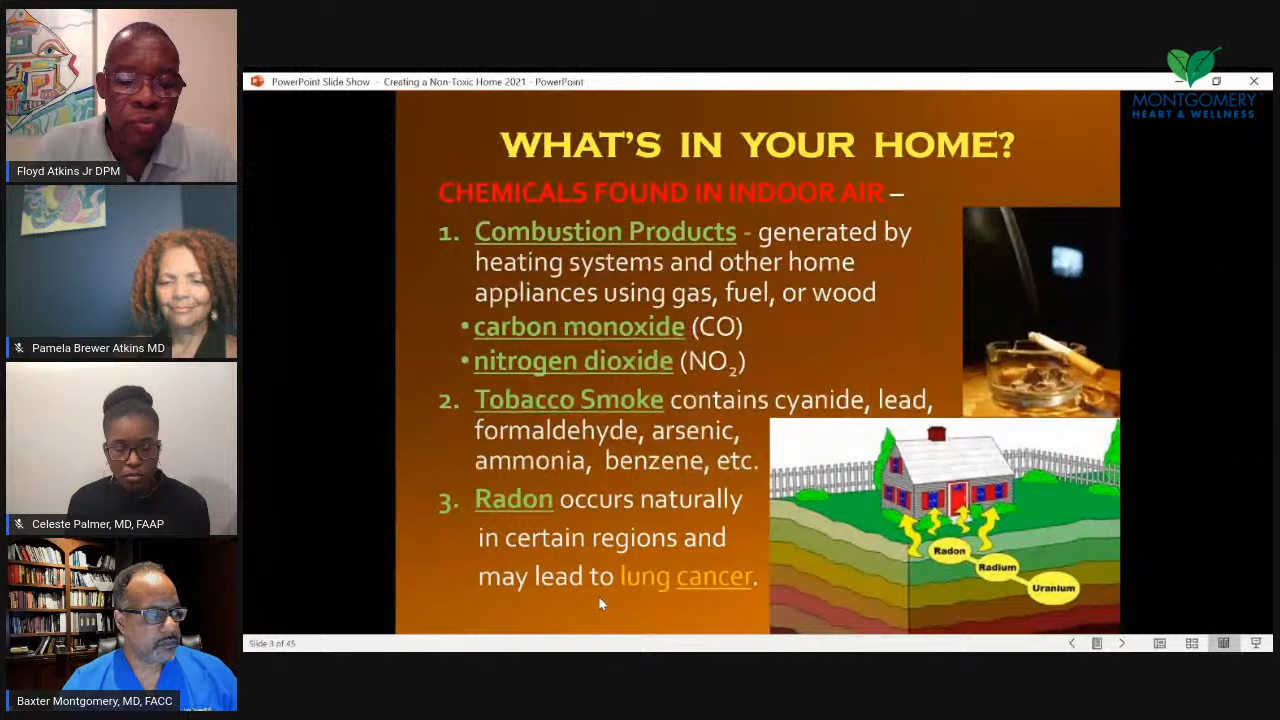 Floyd Atkins Jr DPM
Pamela Brewer Atkins MD
Celeste Palmer, MD, FAAP
Baxter Montgomery, MD, FACC
PowerPoint Slide Show - Creating a Non-Toxic Home 2021 - PowerPoint
MONTGOMERY
HEART & WELLNESS
WHAT'S IN YOUR HOME?
CHEMICALS FOUND IN INDOOR AIR –
1. Combustion Products - generated by
heating systems and other home
appliances using gas, fuel, or wood
• carbon monoxide (CO)
• nitrogen dioxide (NO₂)
2. Tobacco Smoke contains cyanide, lead,
formaldehyde, arsenic,
ammonia, benzene, etc.
3. Radon occurs naturally
in certain regions and
may lead to lung cancer.
Radon
Radium
Uranium
Slide 3 of 45